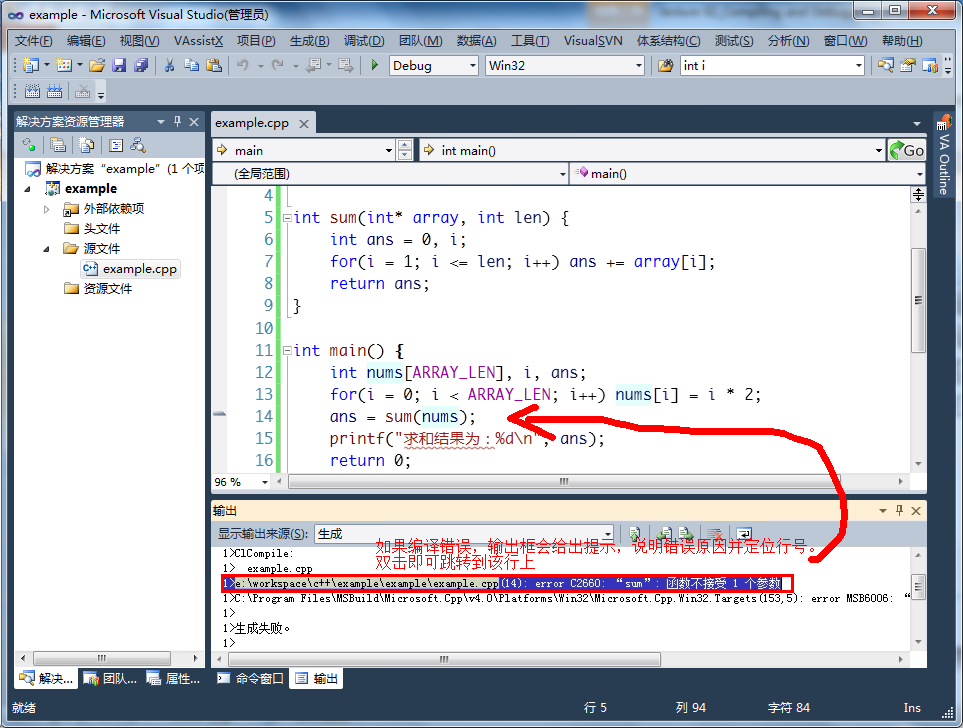 example - Microsoft Visual Studio(管理员)
文件(F) 编辑(E) 视图(V) VAssistX 项目(P) 生成(B) 调试(D) 团队(M) 数据(A) 工具(T) VisualSVN 体系结构(C) 测试(S) 分析(N) 窗口(W) 帮助(H)
Debug Win32 int i
解决方案资源管理器
解决方案 “example” (1 个项
example
外部依赖项
头文件
源文件
example.cpp
资源文件
example.cpp
main int main() Go
(全局范围) main()
VA Outline
4
5 int sum(int* array, int len) {
6 int ans = 0, i;
7 for(i = 1; i <= len; i++) ans += array[i];
8 return ans;
9 }
10
11 int main() {
12 int nums[ARRAY_LEN], i, ans;
13 for(i = 0; i < ARRAY_LEN; i++) nums[i] = i * 2;
14 ans = sum(nums);
15 printf("求和结果为：%d\n", ans);
16 return 0;
96 %
输出
显示输出来源(S): 生成
如果编译错误，输出框会给出提示，说明错误原因并定位行号。
双击即可跳转到该行上
1>ClCompile:
1> example.cpp
1>e:\workspace\c++\example\example\example.cpp(14): error C2660: “sum”: 函数不接受 1 个参数
1>C:\Program Files\MSBuild\Microsoft.Cpp\v4.0\Platforms\Win32\Microsoft.Cpp.Win32.Targets(153,5): error MSB6006: “
1>
1>生成失败。
1>
解决... 团队... 属性... 命令窗口 输出
就绪 行 5 列 94 字符 84 Ins